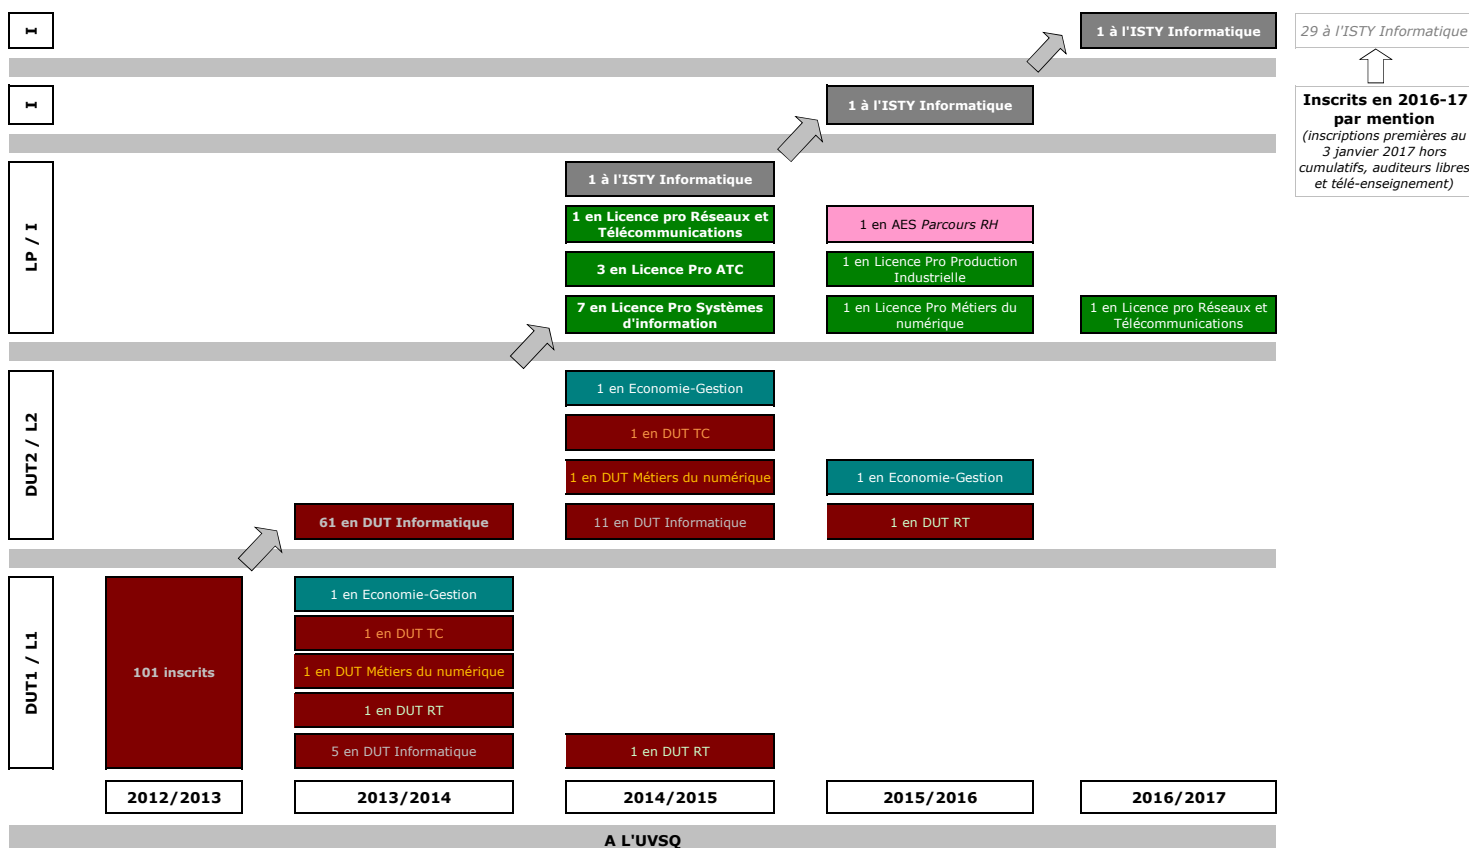 I
1 à l'ISTY Informatique
29 à l'ISTY Informatique
I
1 à l'ISTY Informatique
Inscrits en 2016-17
par mention
(inscriptions premières au
3 janvier 2017 hors
cumulatifs, auditeurs libres
et télé-enseignement)
LP / I
1 à l'ISTY Informatique
1 en Licence pro Réseaux et
Télécommunications
1 en AES Parcours RH
3 en Licence Pro ATC
1 en Licence Pro Production
Industrielle
7 en Licence Pro Systèmes
d'information
1 en Licence Pro Métiers du
numérique
1 en Licence pro Réseaux et
Télécommunications
DUT2 / L2
1 en Economie-Gestion
1 en DUT TC
1 en DUT Métiers du numérique
1 en Economie-Gestion
61 en DUT Informatique
11 en DUT Informatique
1 en DUT RT
DUT1 / L1
101 inscrits
1 en Economie-Gestion
1 en DUT TC
1 en DUT Métiers du numérique
1 en DUT RT
5 en DUT Informatique
1 en DUT RT
2012/2013
2013/2014
2014/2015
2015/2016
2016/2017
A L'UVSQ